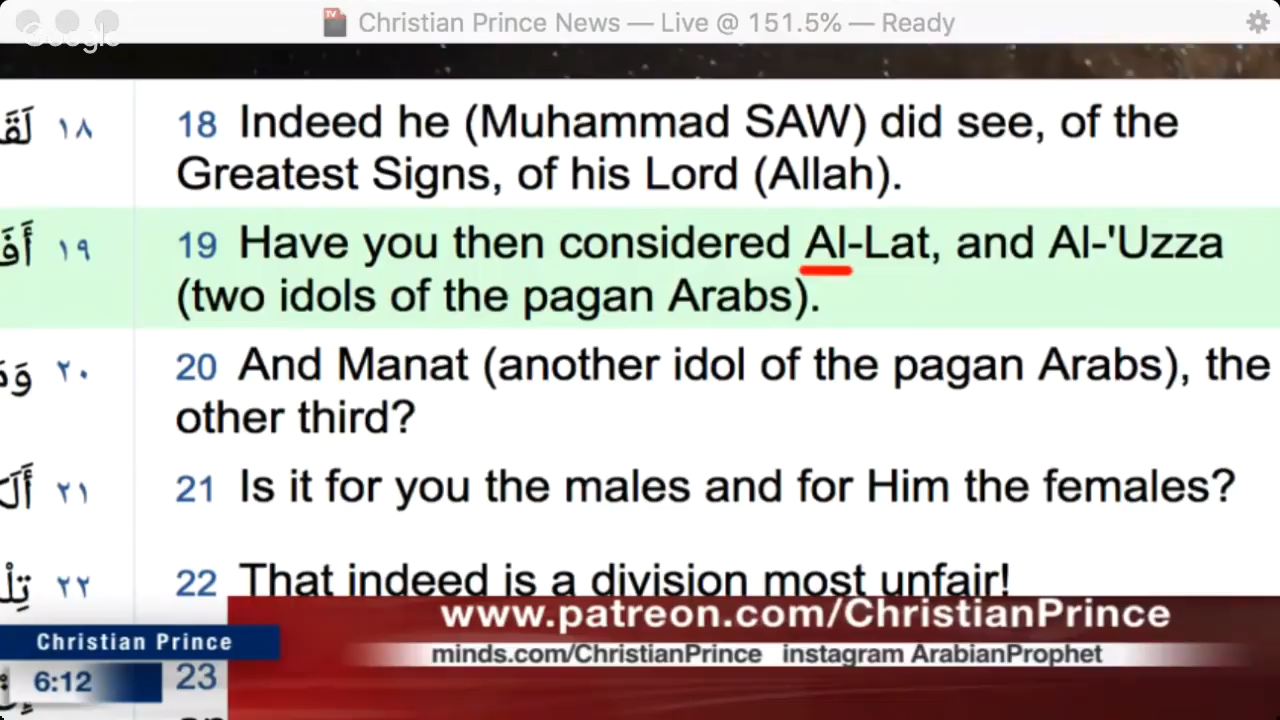 Christian Prince News — Live @ 151.5% — Ready
Google
١٨
18 Indeed he (Muhammad SAW) did see, of the
Greatest Signs, of his Lord (Allah).
١٩
19 Have you then considered Al-Lat, and Al-'Uzza
(two idols of the pagan Arabs).
٢٠
20 And Manat (another idol of the pagan Arabs), the
other third?
٢١
21 Is it for you the males and for Him the females?
٢٢
22 That indeed is a division most unfair!
www.patreon.com/ChristianPrince
Christian Prince
minds.com/ChristianPrince instagram ArabianProphet
6:12
23